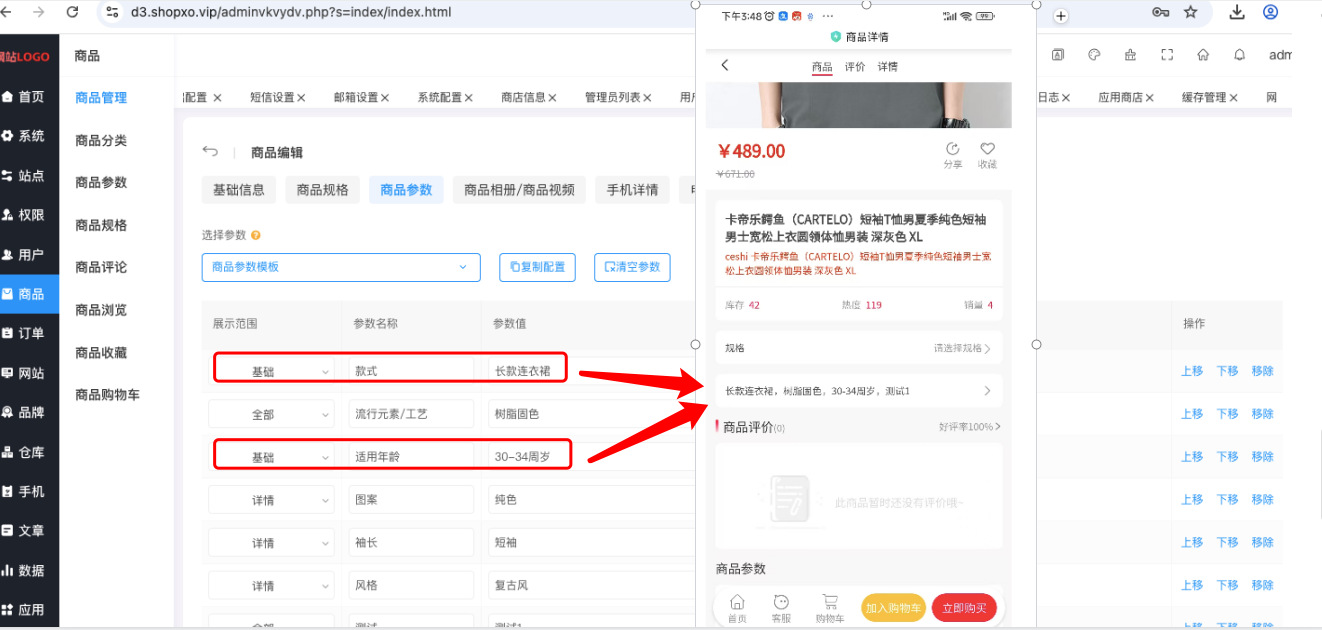 d3.shopxo.vip/adminvkvydv.php?s=index/index.html
网站LOGO
首页
系统
站点
权限
用户
商品
订单
网站
品牌
仓库
手机
文章
数据
应用
商品
商品管理
商品分类
商品参数
商品规格
商品评论
商品浏览
商品收藏
商品购物车
配置
短信设置
邮箱设置
系统配置
商店信息
管理员列表
用户
日志
应用商店
缓存管理
网
adm
商品编辑
基础信息
商品规格
商品参数
商品相册/商品视频
手机详情
选择参数
商品参数模板
复制配置
清空参数
展示范围 参数名称 参数值 操作
基础 款式 长款连衣裙 上移 下移 移除
全部 流行元素/工艺 树脂固色 上移 下移 移除
基础 适用年龄 30-34周岁 上移 下移 移除
详情 图案 纯色 上移 下移 移除
详情 袖长 短袖 上移 下移 移除
详情 风格 复古风 上移 下移 移除
全部 测试 测试1 上移 下移 移除
下午3:48
99
商品详情
商品 评价 详情
¥489.00
¥671.00
分享 收藏
卡帝乐鳄鱼（CARTELO）短袖T恤男夏季纯色短袖
男士宽松上衣圆领体恤男装 深灰色 XL
ceshi 卡帝乐鳄鱼（CARTELO）短袖T恤男夏季纯色短袖男士宽
松上衣圆领体恤男装 深灰色 XL
库存 42 热度 119 销量 4
规格 请选择规格
长款连衣裙，树脂固色，30-34周岁，测试1
商品评价(0) 好评率100%
此商品暂时还没有评价哦~
商品参数
首页 客服 购物车 加入购物车 立即购买